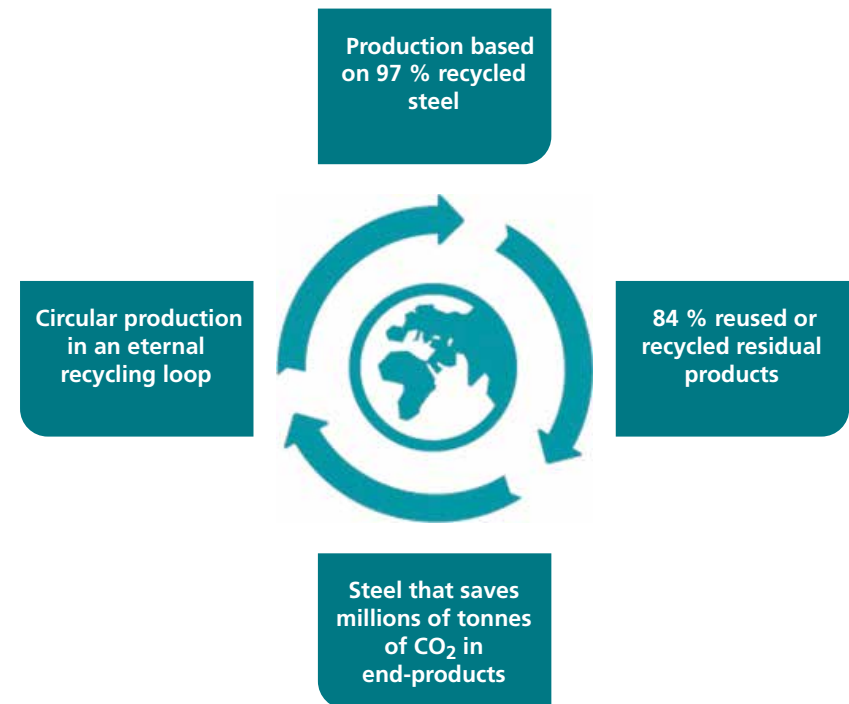 Production based
on 97 % recycled
steel
Circular production
in an eternal
recycling loop
84 % reused or
recycled residual
products
Steel that saves
millions of tonnes
of CO₂ in
end-products